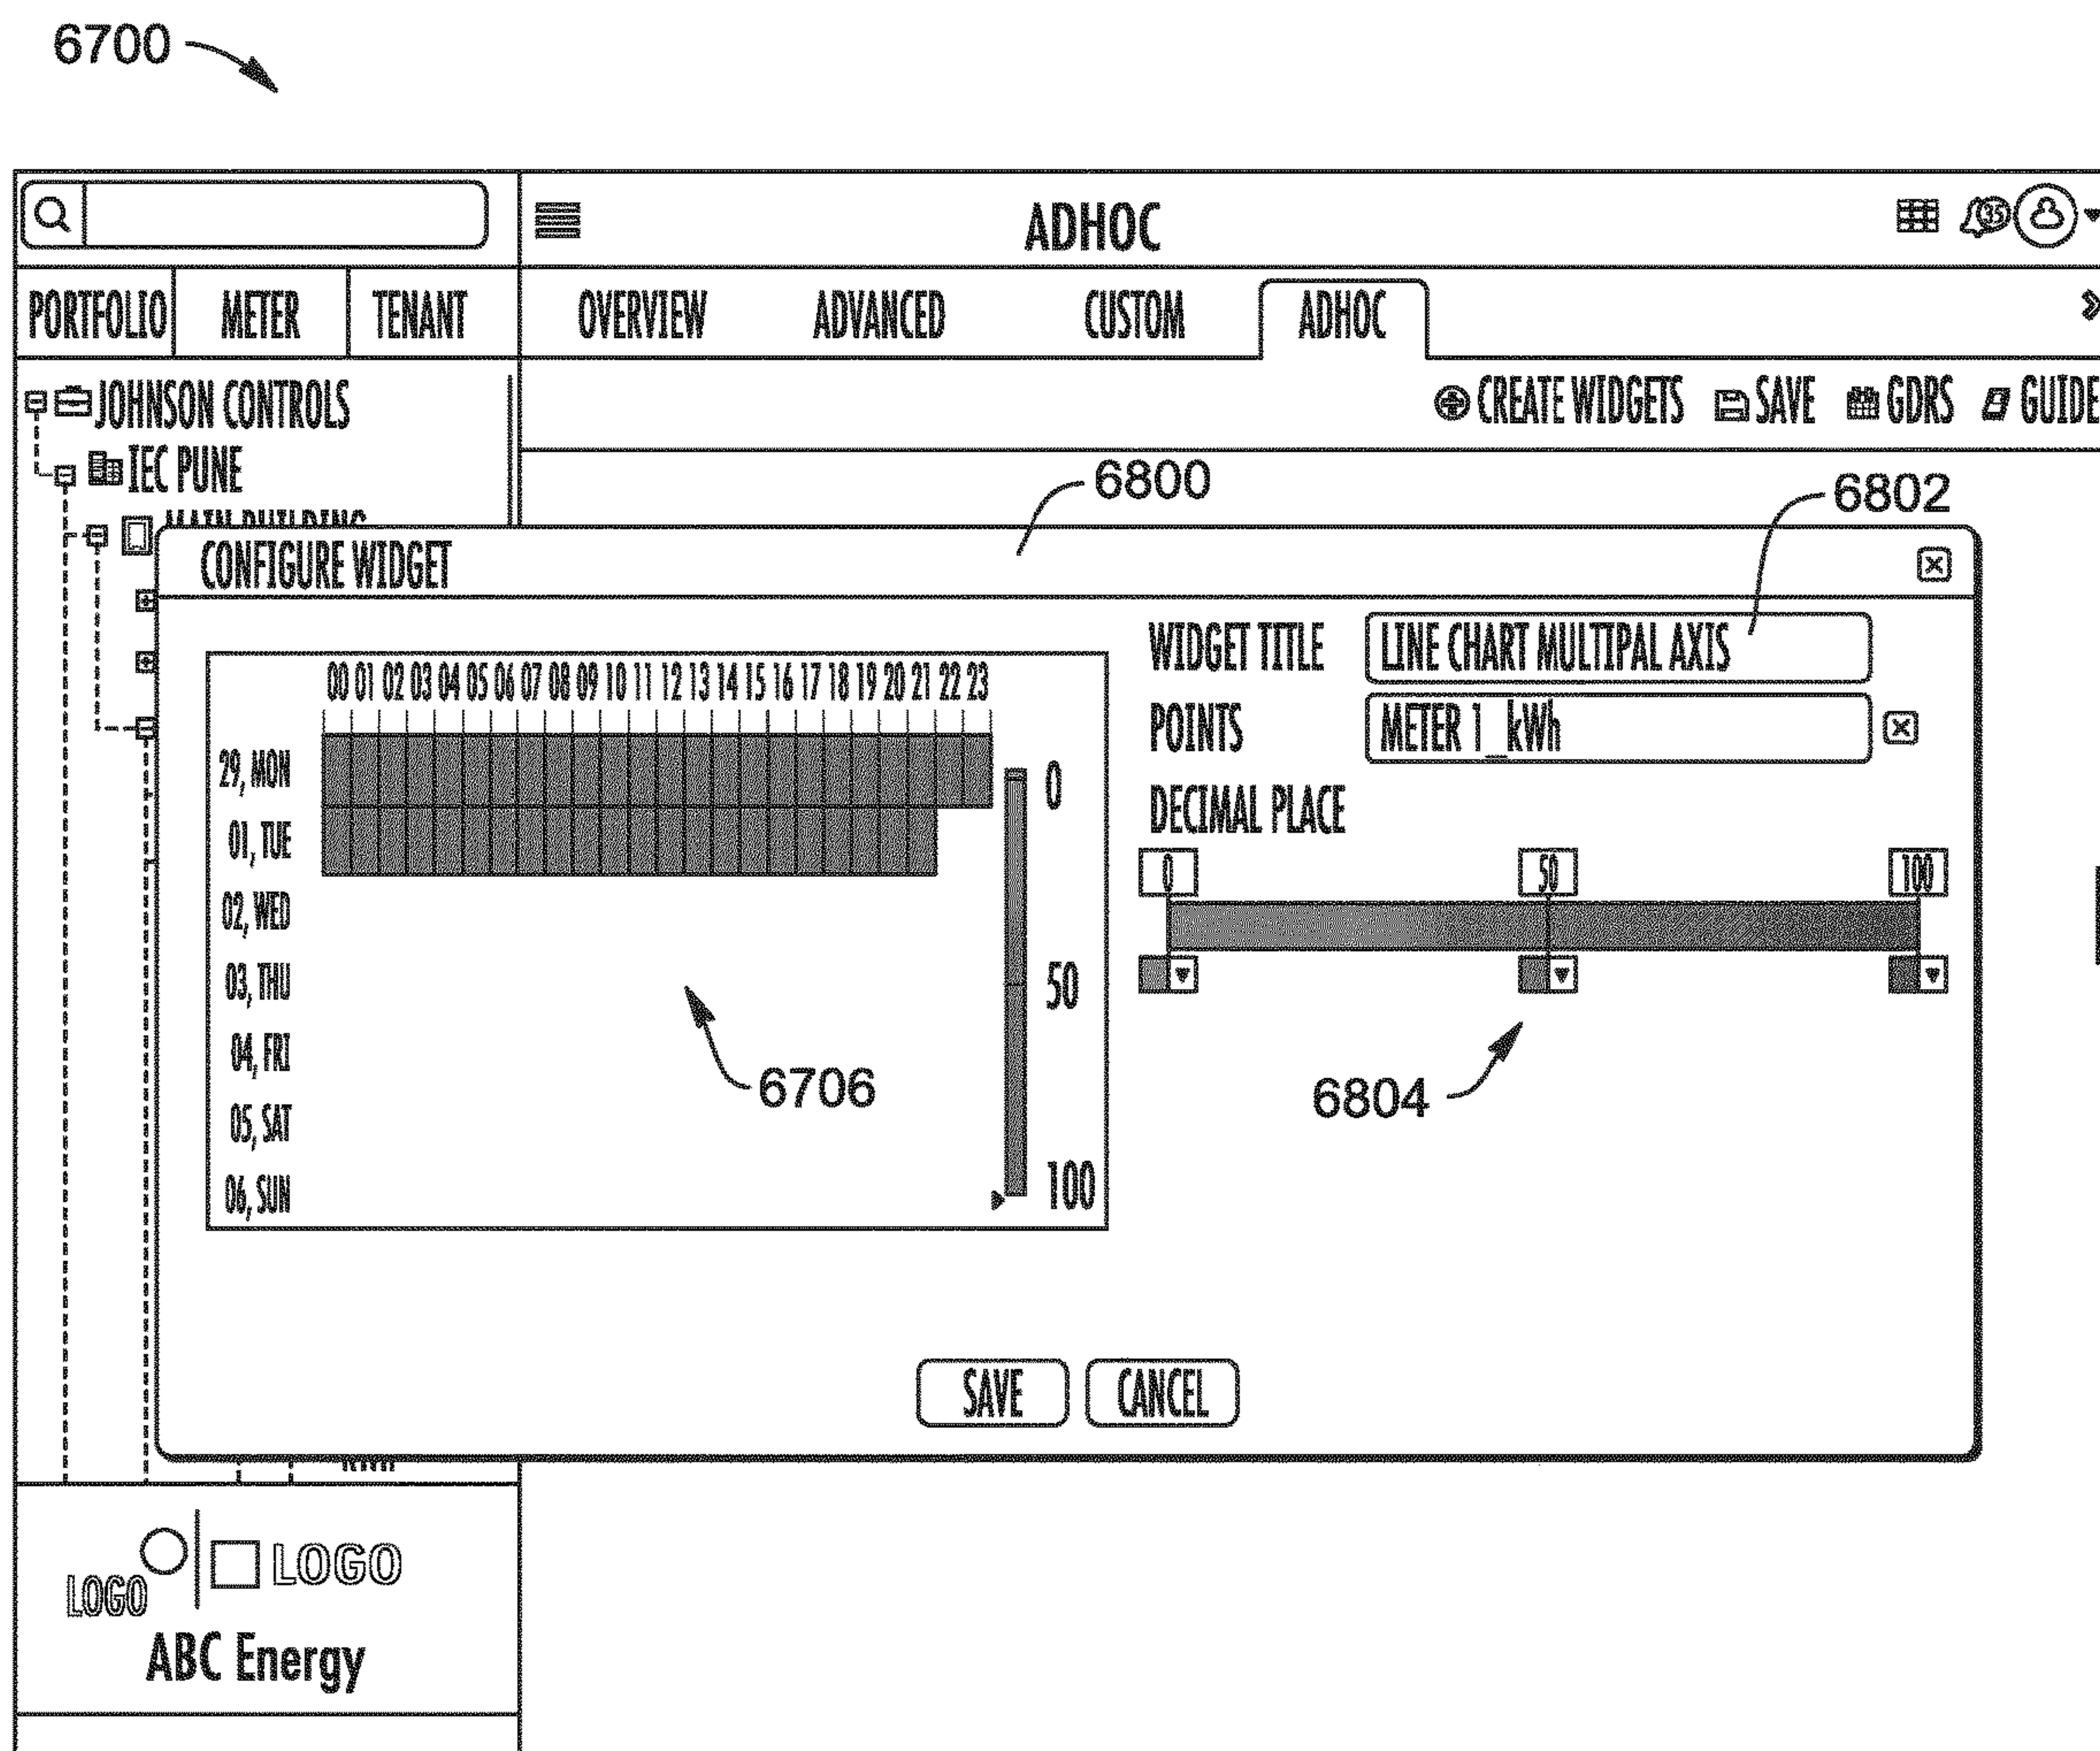 6700
ADHOC
35
PORTFOLIO METER TENANT
OVERVIEW ADVANCED CUSTOM ADHOC
JOHNSON CONTROLS
CREATE WIDGETS SAVE GDRS GUIDE
IEC PUNE
6800
6802
MAIN BUILDING
CONFIGURE WIDGET
WIDGET TITLE LINE CHART MULTIPAL AXIS
00 01 02 03 04 05 06 07 08 09 10 11 12 13 14 15 16 17 18 19 20 21 22 23
POINTS METER 1_kWh
29, MON
0
DECIMAL PLACE
01, TUE
0 50 100
02, WED
03, THU
50
04, FRI
6706
6804
05, SAT
06, SUN
100
SAVE CANCEL
LOGO
LOGO
ABC Energy